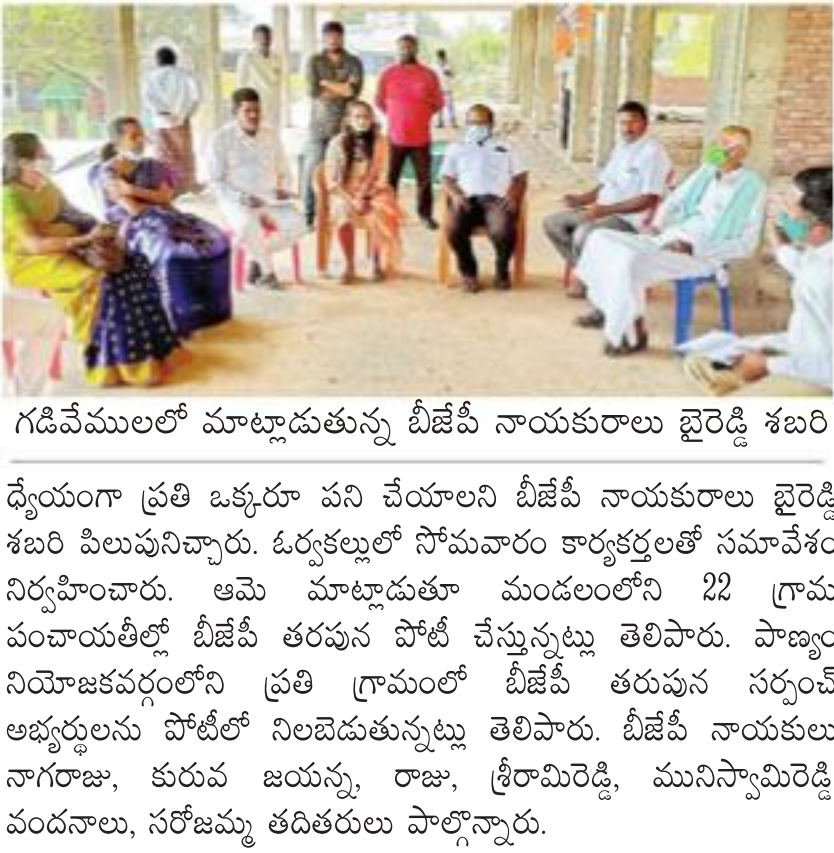 గడివేములలో మాట్లాడుతున్న బీజేపీ నాయకురాలు బైరెడ్డి శబరి
ధ్యేయంగా ప్రతి ఒక్కరూ పని చేయాలని బీజేపీ నాయకురాలు బైరెడ్డి
శబరి పిలుపునిచ్చారు. ఓర్వకల్లులో సోమవారం కార్యకర్తలతో సమావేశం
నిర్వహించారు. ఆమె మాట్లాడుతూ మండలంలోని 22 గ్రామ
పంచాయతీల్లో బీజేపీ తరపున పోటీ చేస్తున్నట్లు తెలిపారు. పాణ్యం
నియోజకవర్గంలోని ప్రతి గ్రామంలో బీజేపీ తరుపున సర్పంచ్
అభ్యర్థులను పోటీలో నిలబెడుతున్నట్లు తెలిపారు. బీజేపీ నాయకులు
నాగరాజు, కురువ జయన్న, రాజు, శ్రీరామిరెడ్డి, మునిస్వామిరెడ్డి
వందనాలు, సరోజమ్మ తదితరులు పాల్గొన్నారు.